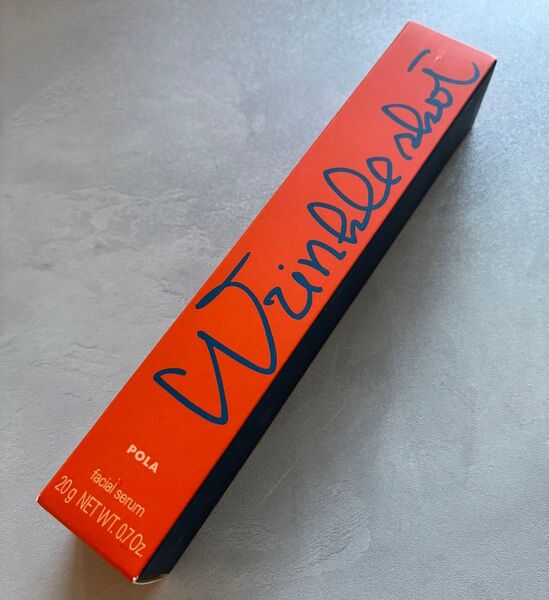 Wrinkle shot
POLA
facial serum
20 g NET WT. 0.7 Oz.